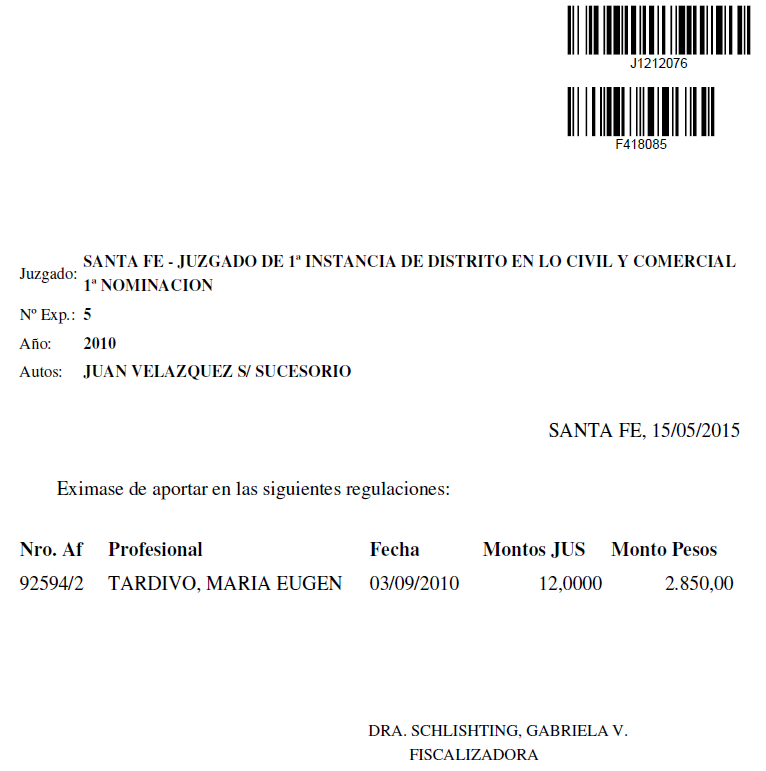 J1212076
F418085
Juzgado: SANTA FE - JUZGADO DE 1ª INSTANCIA DE DISTRITO EN LO CIVIL Y COMERCIAL
1ª NOMINACION
Nº Exp.: 5
Año: 2010
Autos: JUAN VELAZQUEZ S/ SUCESORIO
SANTA FE, 15/05/2015
Eximase de aportar en las siguientes regulaciones:
Nro. Af Profesional Fecha Montos JUS Monto Pesos
92594/2 TARDIVO, MARIA EUGEN 03/09/2010 12,0000 2.850,00
DRA. SCHLISHTING, GABRIELA V.
FISCALIZADORA